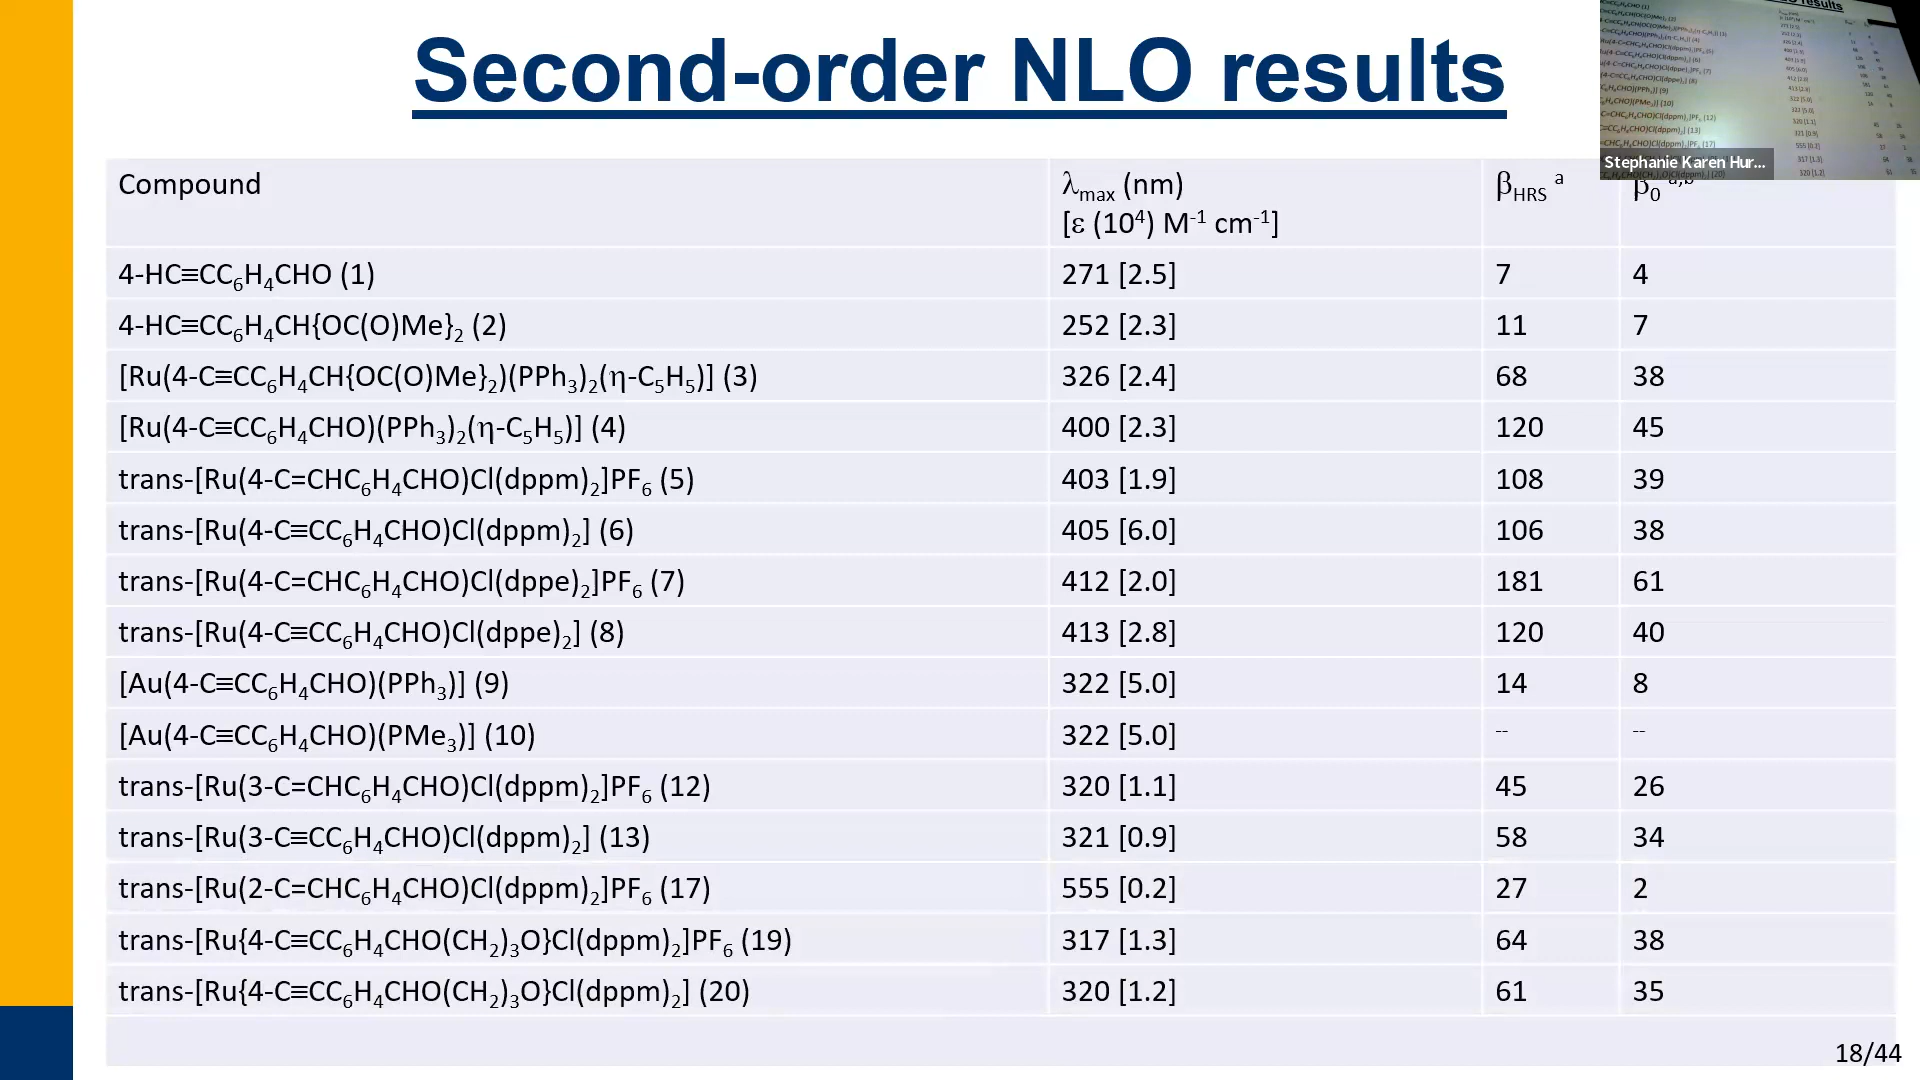 Second-order NLO results
Compound λmax (nm) βHRS a β0 a,b
[ε (10⁴) M⁻¹ cm⁻¹]
4-HC≡CC₆H₄CHO (1) 271 [2.5] 7 4
4-HC≡CC₆H₄CH{OC(O)Me}₂ (2) 252 [2.3] 11 7
[Ru(4-C≡CC₆H₄CH{OC(O)Me}₂)(PPh₃)₂(η-C₅H₅)] (3) 326 [2.4] 68 38
[Ru(4-C≡CC₆H₄CHO)(PPh₃)₂(η-C₅H₅)] (4) 400 [2.3] 120 45
trans-[Ru(4-C=CHC₆H₄CHO)Cl(dppm)₂]PF₆ (5) 403 [1.9] 108 39
trans-[Ru(4-C≡CC₆H₄CHO)Cl(dppm)₂] (6) 405 [6.0] 106 38
trans-[Ru(4-C=CHC₆H₄CHO)Cl(dppe)₂]PF₆ (7) 412 [2.0] 181 61
trans-[Ru(4-C≡CC₆H₄CHO)Cl(dppe)₂] (8) 413 [2.8] 120 40
[Au(4-C≡CC₆H₄CHO)(PPh₃)] (9) 322 [5.0] 14 8
[Au(4-C≡CC₆H₄CHO)(PMe₃)] (10) 322 [5.0] -- --
trans-[Ru(3-C=CHC₆H₄CHO)Cl(dppm)₂]PF₆ (12) 320 [1.1] 45 26
trans-[Ru(3-C≡CC₆H₄CHO)Cl(dppm)₂] (13) 321 [0.9] 58 34
trans-[Ru(2-C=CHC₆H₄CHO)Cl(dppm)₂]PF₆ (17) 555 [0.2] 27 2
trans-[Ru{4-C≡CC₆H₄CHO(CH₂)₃O}Cl(dppm)₂]PF₆ (19) 317 [1.3] 64 38
trans-[Ru{4-C≡CC₆H₄CHO(CH₂)₃O}Cl(dppm)₂] (20) 320 [1.2] 61 35
18/44
Stephanie Karen Hur...